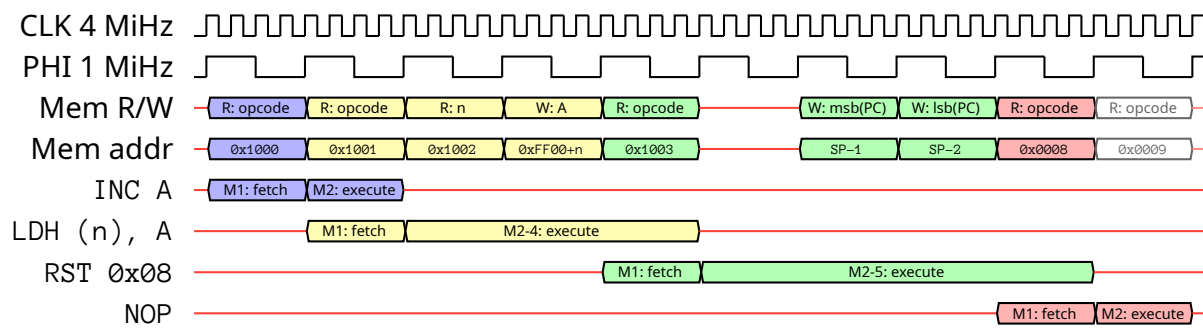 CLK 4 MiHz
PHI 1 MiHz
Mem R/W R: opcode R: opcode R: n W: A R: opcode W: msb(PC) W: lsb(PC) R: opcode R: opcode
Mem addr 0x1000 0x1001 0x1002 0xFF00+n 0x1003 SP-1 SP-2 0x0008 0x0009
INC A M1: fetch M2: execute
LDH (n), A M1: fetch M2-4: execute
RST 0x08 M1: fetch M2-5: execute
NOP M1: fetch M2: execute